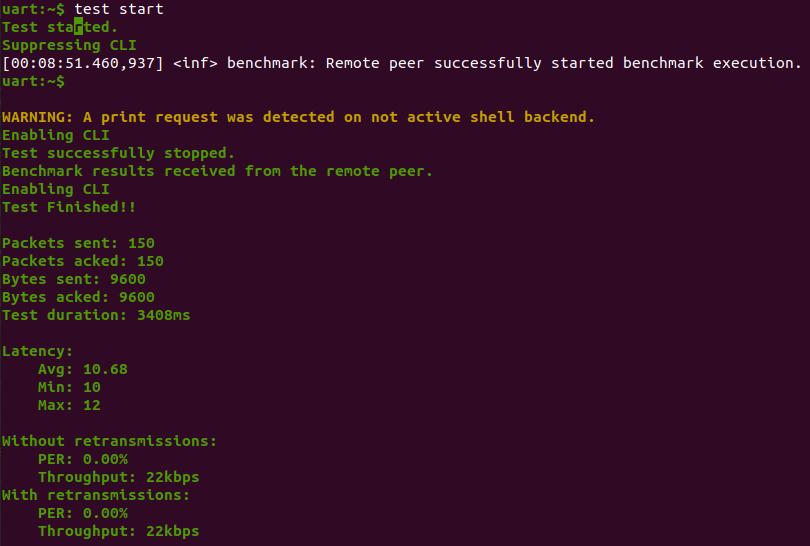 uart:~$ test start
Test started.
Suppressing CLI
[00:08:51.460,937] <inf> benchmark: Remote peer successfully started benchmark execution.
uart:~$
WARNING: A print request was detected on not active shell backend.
Enabling CLI
Test successfully stopped.
Benchmark results received from the remote peer.
Enabling CLI
Test Finished!!
Packets sent: 150
Packets acked: 150
Bytes sent: 9600
Bytes acked: 9600
Test duration: 3408ms
Latency:
Avg: 10.68
Min: 10
Max: 12
Without retransmissions:
PER: 0.00%
Throughput: 22kbps
With retransmissions:
PER: 0.00%
Throughput: 22kbps